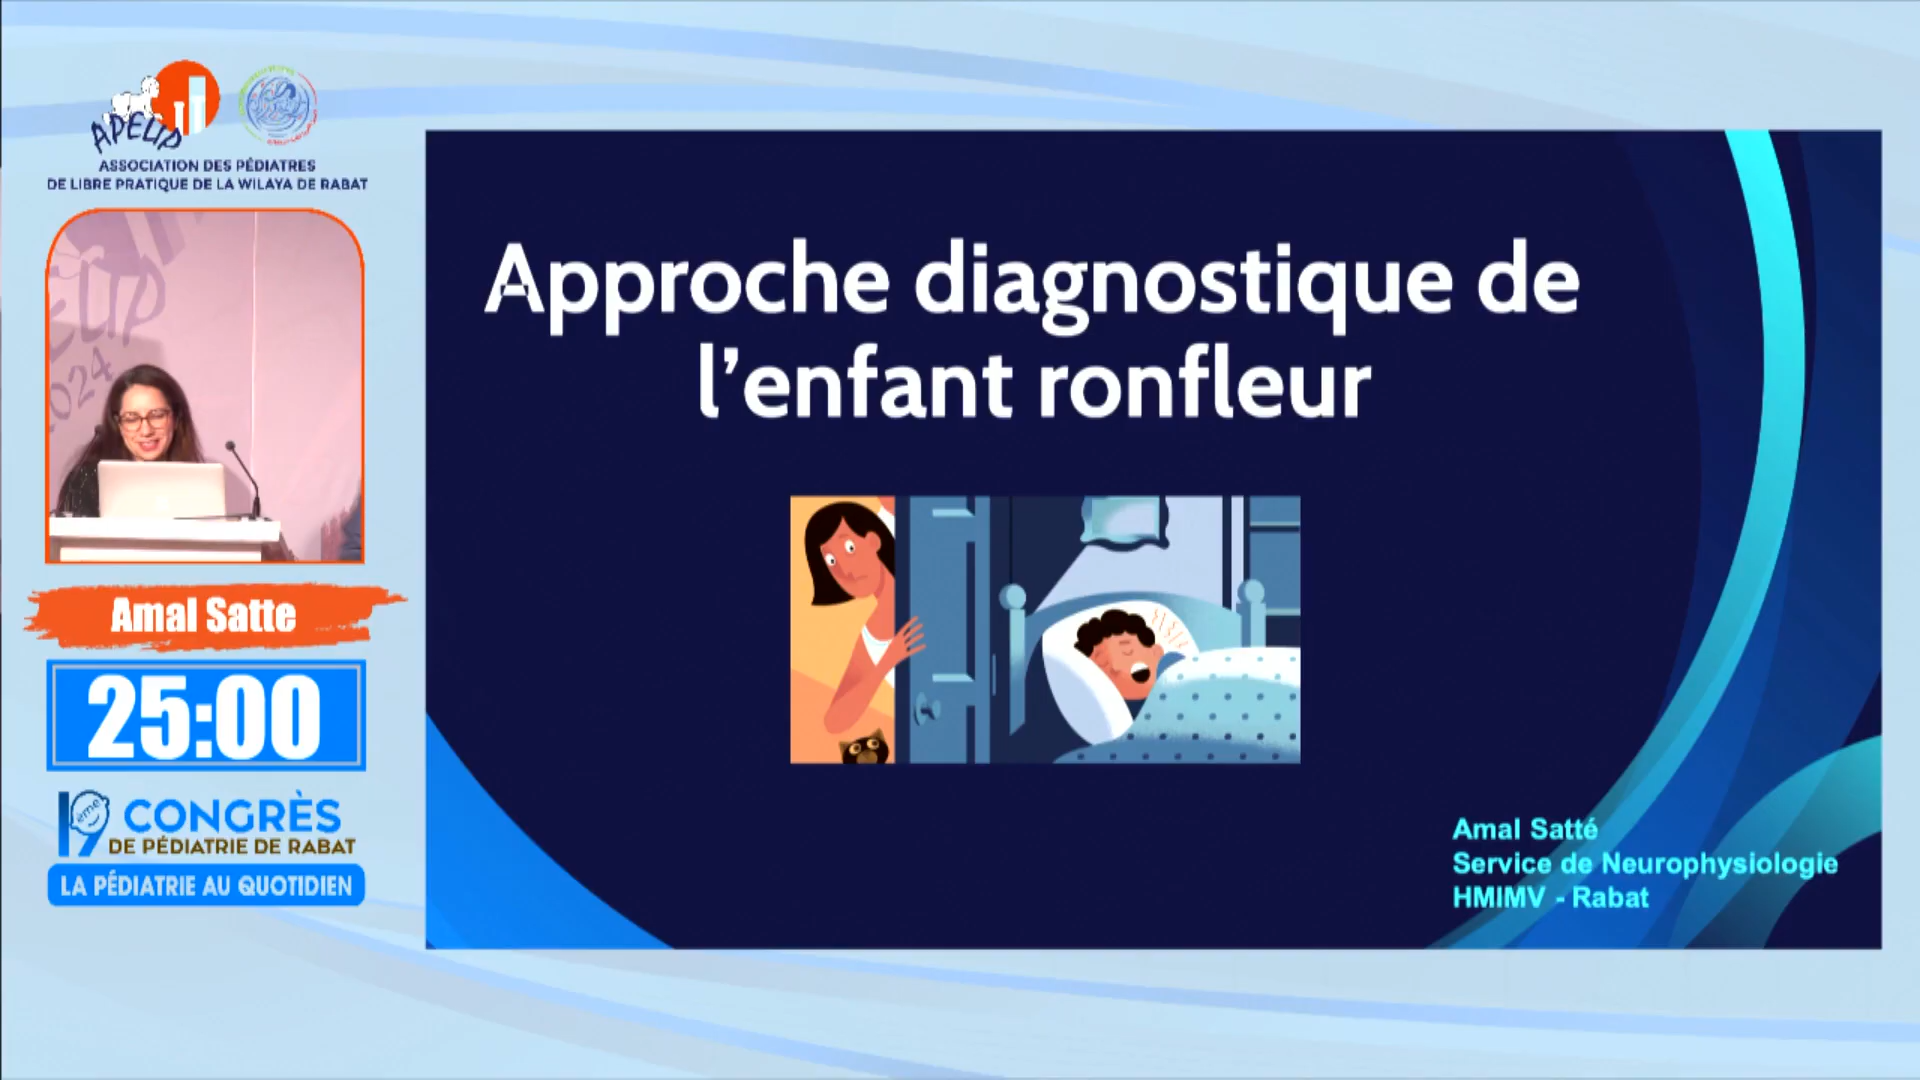 APELIP
ASSOCIATION DES PÉDIATRES
DE LIBRE PRATIQUE DE LA WILAYA DE RABAT
2024
Amal Satte
25:00
19ème CONGRÈS
DE PÉDIATRIE DE RABAT
LA PÉDIATRIE AU QUOTIDIEN
Approche diagnostique de
l'enfant ronfleur
Amal Satté
Service de Neurophysiologie
HMIMV - Rabat